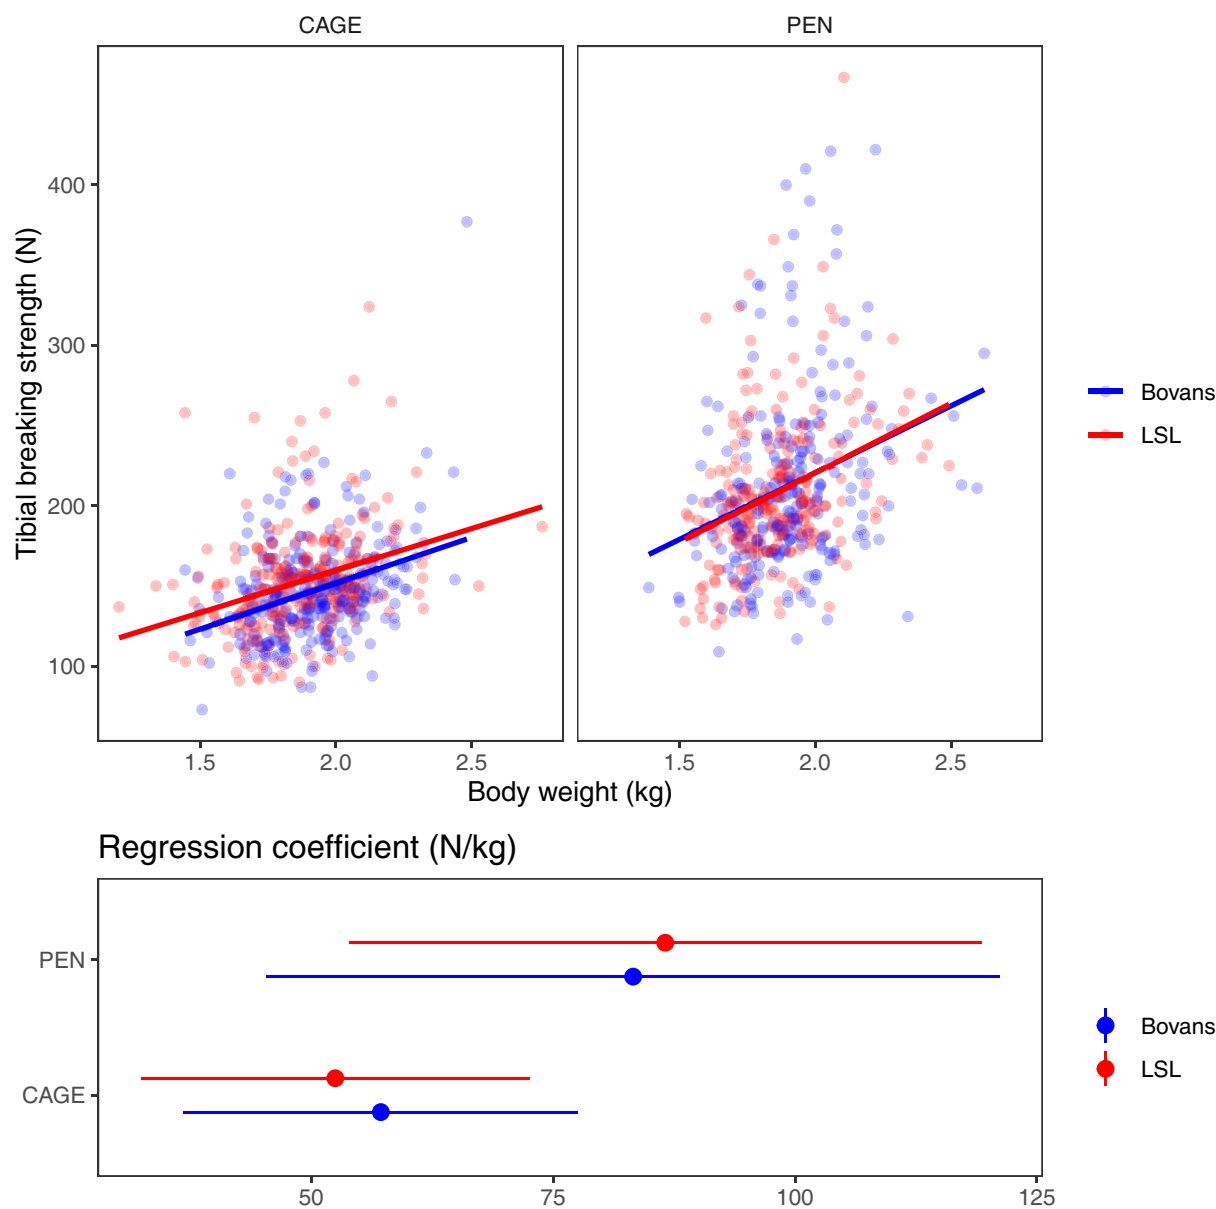 CAGE
PEN
Tibial breaking strength (N)
400
300
200
100
1.5
2.0
2.5
1.5
2.0
2.5
Body weight (kg)
Bovans
LSL
Regression coefficient (N/kg)
PEN
CAGE
50
75
100
125
Bovans
LSL